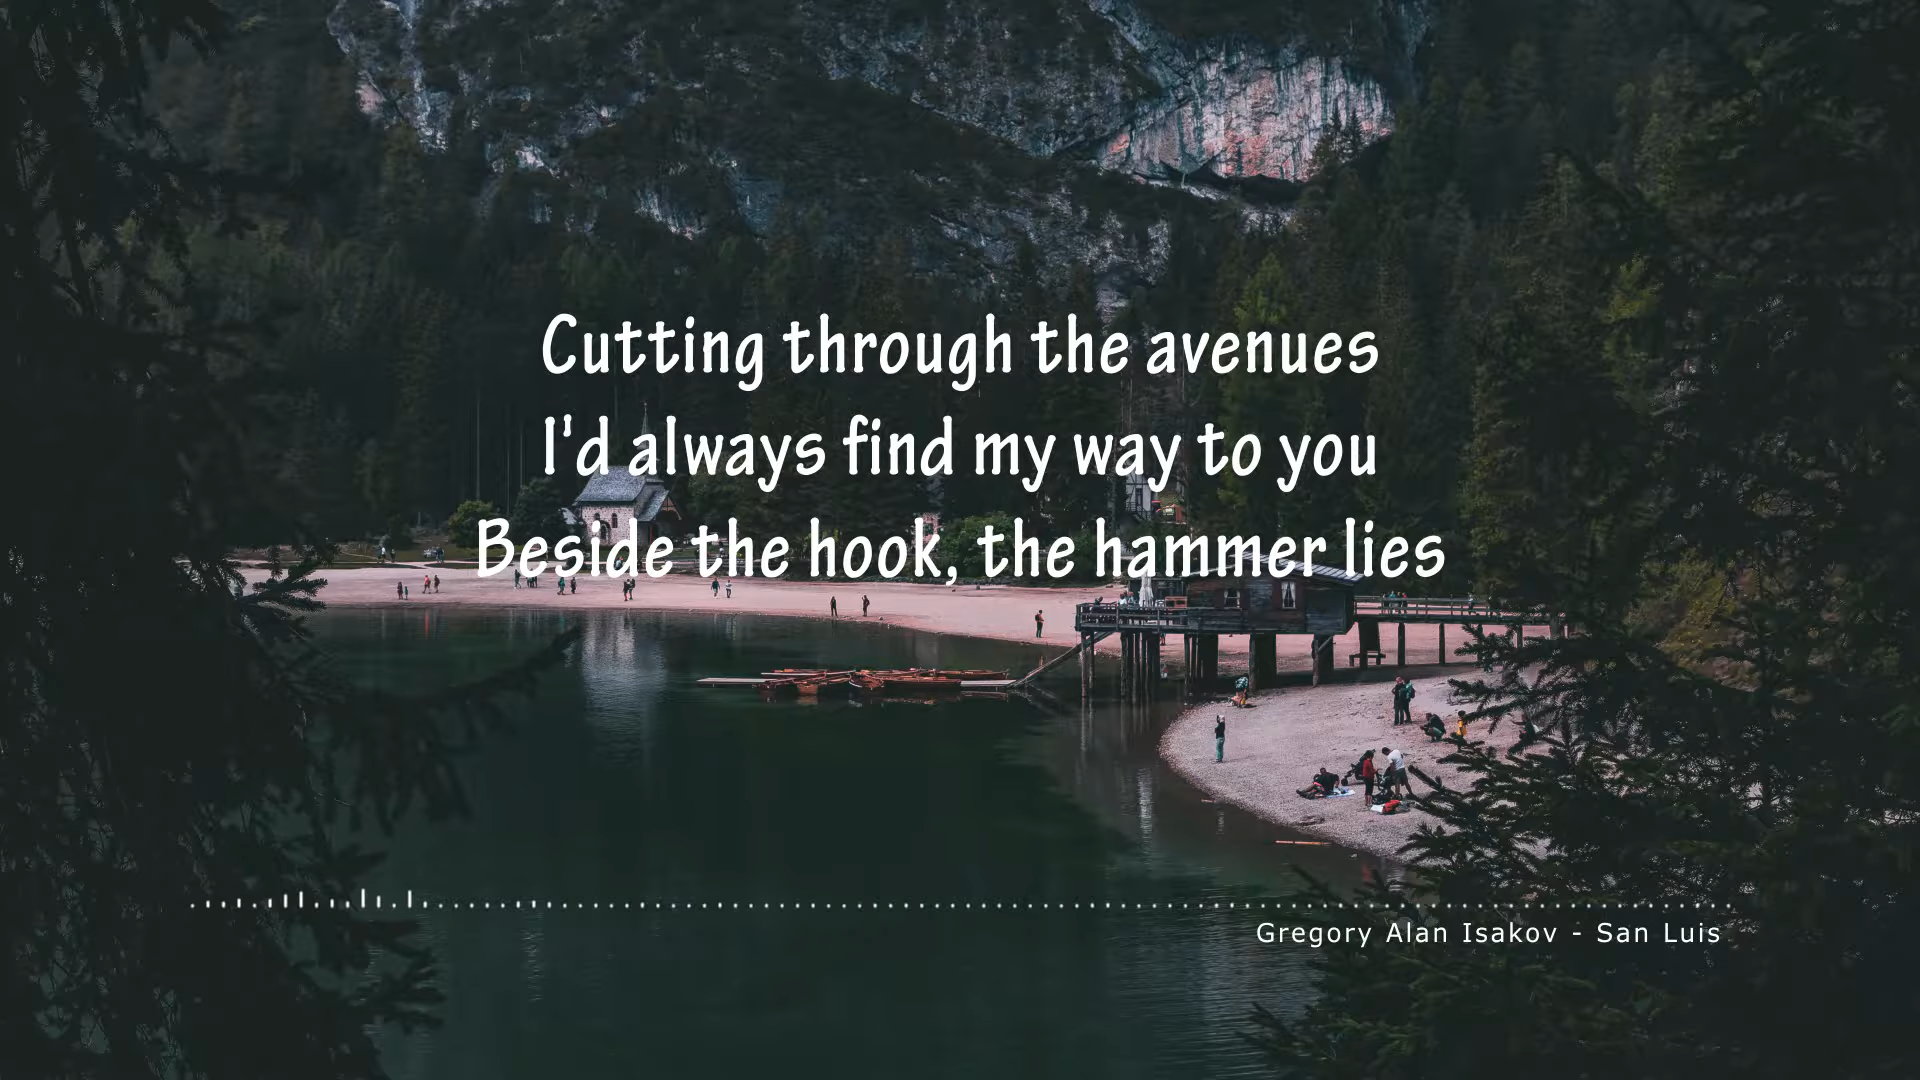 Cutting through the avenues
I'd always find my way to you
Beside the hook, the hammer lies
Gregory Alan Isakov - San Luis